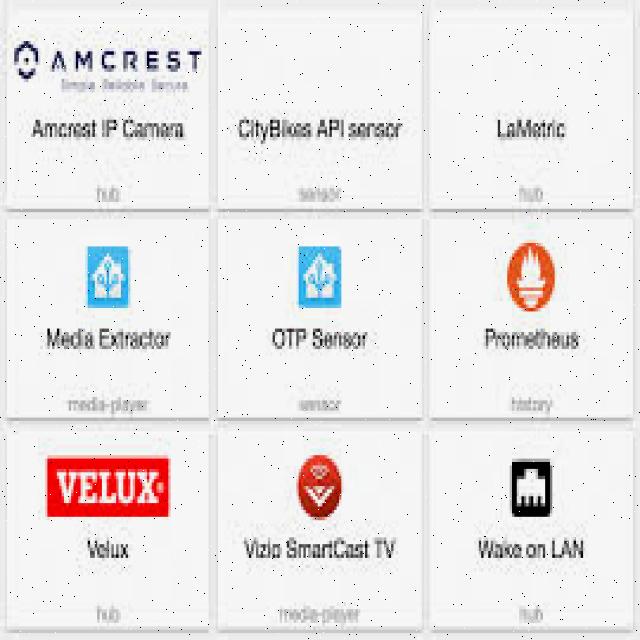 AMCREST
Simple Reliable Secure
Amcrest IP Camera
CityBikes API sensor
LaMetric
hub
sensor
hub
Media Extractor
OTP Sensor
Prometheus
media-player
sensor
history
VELUX
Velux
Vizio SmartCast TV
Wake on LAN
hub
media-player
hub